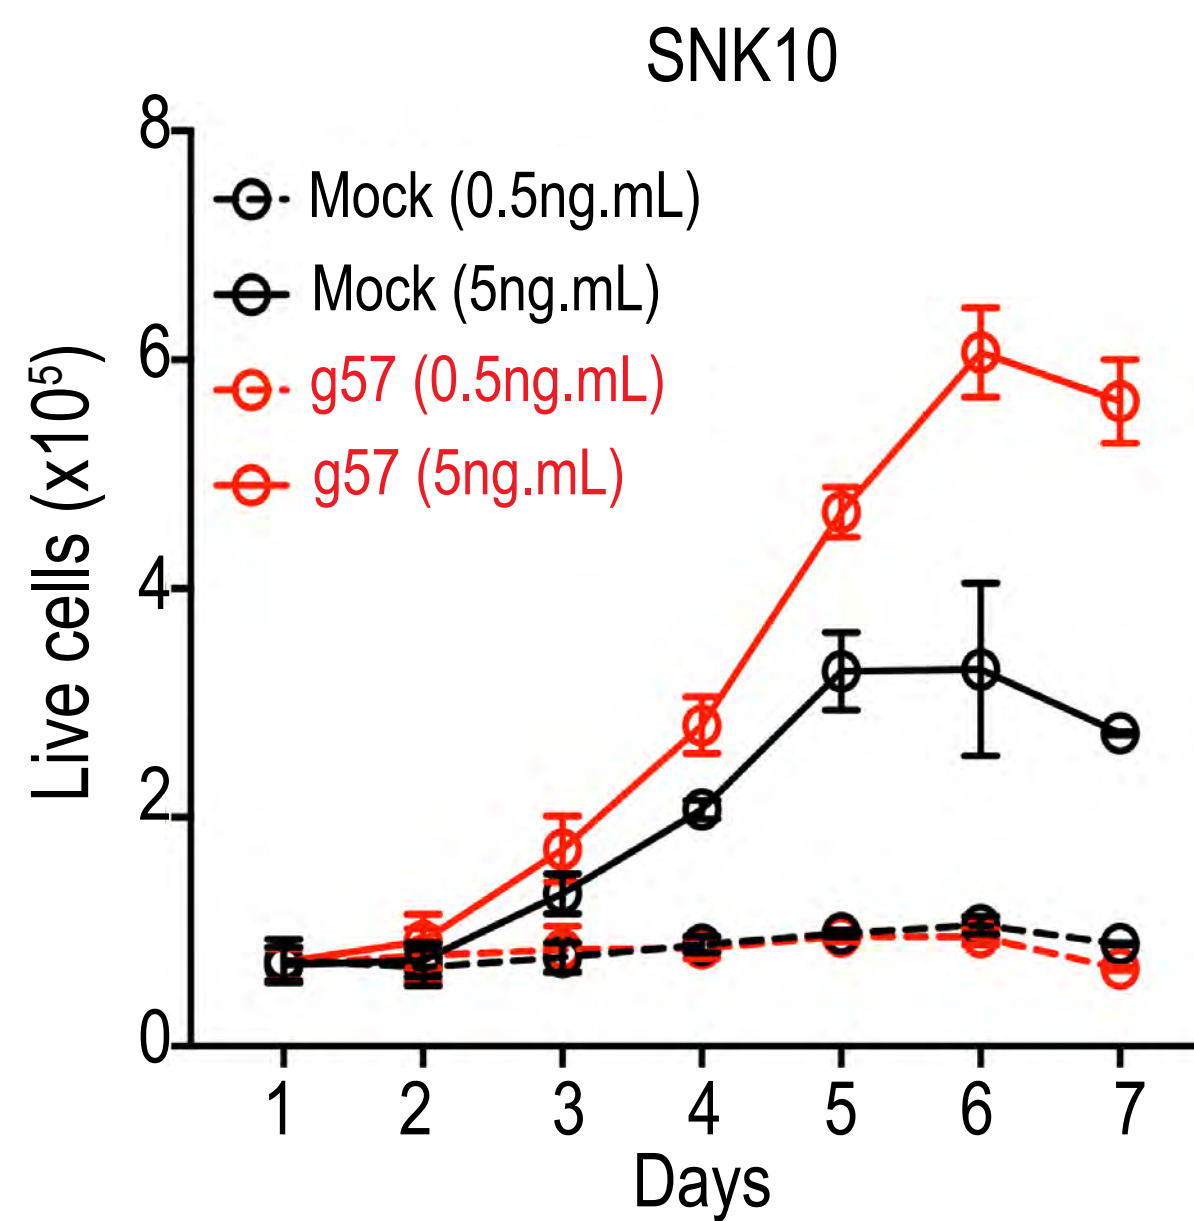 SNK10
8
6
4
2
0
Live cells (x10⁵)
Mock (0.5ng.mL)
Mock (5ng.mL)
g57 (0.5ng.mL)
g57 (5ng.mL)
1 2 3 4 5 6 7
Days